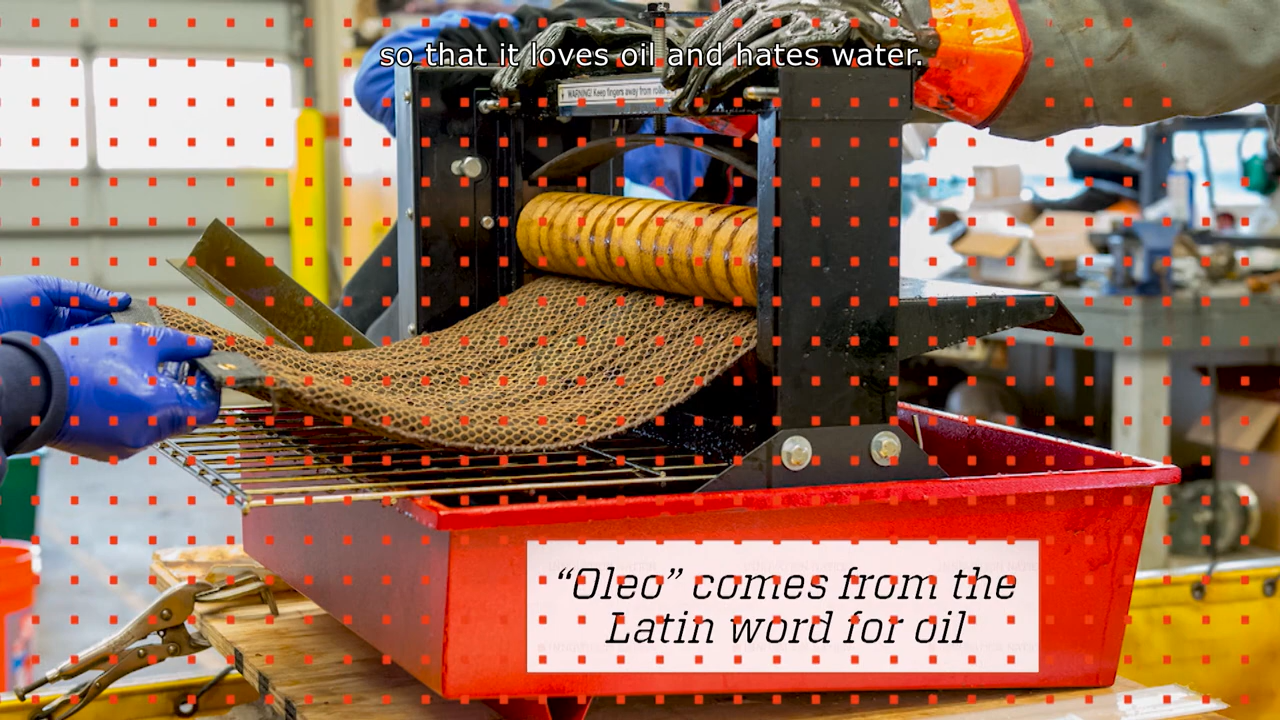 so that it loves oil and hates water.
WARNING! Keep fingers away from
“Oleo” comes from the
Latin word for oil